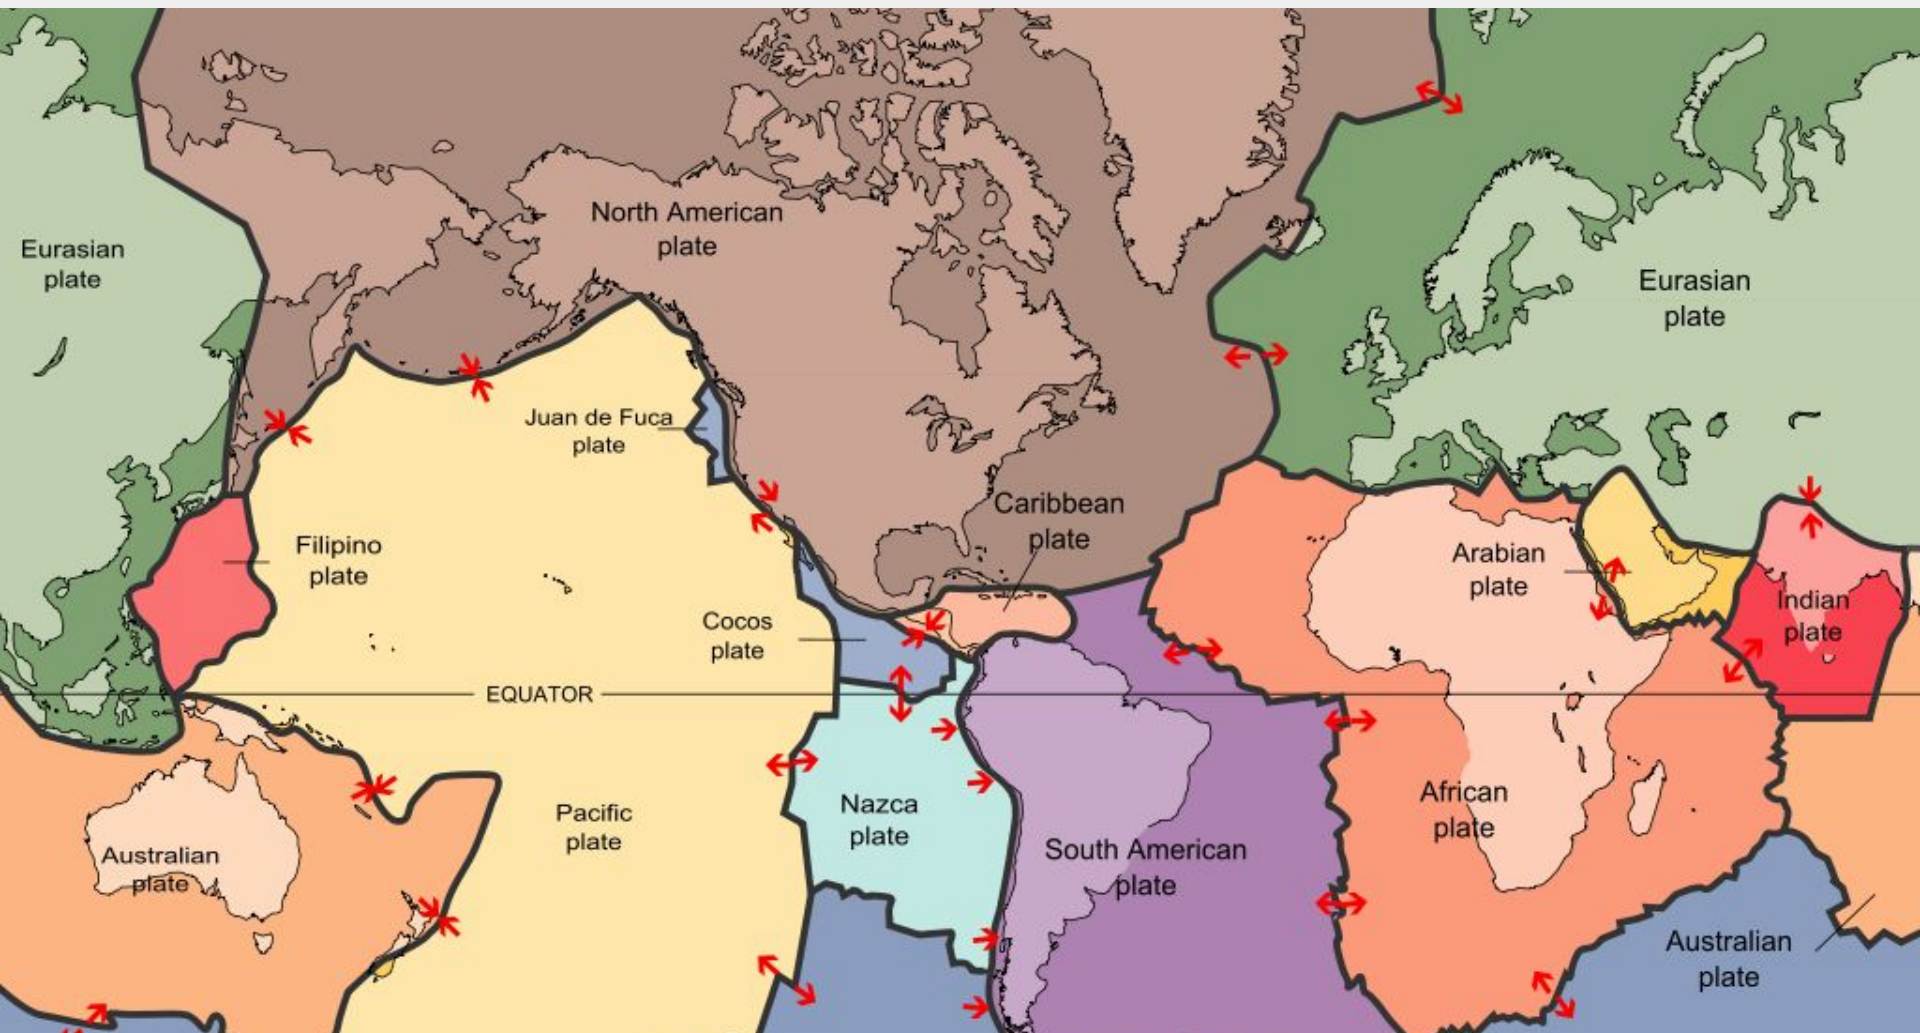 North American
plate
Eurasian
plate
Eurasian
plate
Juan de Fuca
plate
Caribbean
plate
Filipino
plate
Arabian
plate
Indian
plate
Cocos
plate
EQUATOR
Pacific
plate
Nazca
plate
African
plate
Australian
plate
South American
plate
Australian
plate